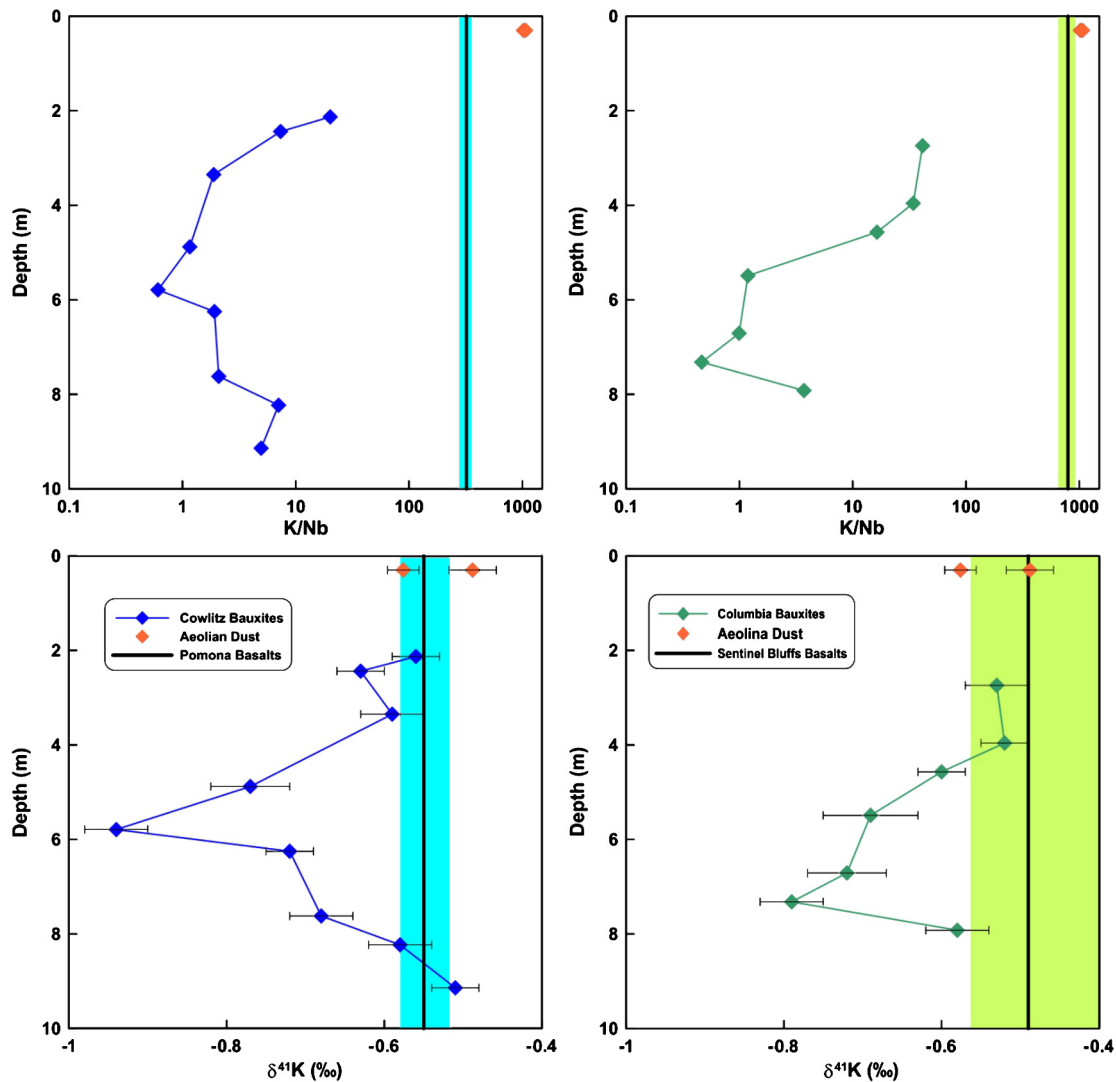 0
2
4
6
8
10
Depth (m)
0.1 1 10 100 1000
K/Nb
0
2
4
6
8
10
Depth (m)
0.1 1 10 100 1000
K/Nb
0
2
4
6
8
10
Depth (m)
Cowlitz Bauxites
Aeolian Dust
Pomona Basalts
-1 -0.8 -0.6 -0.4
δ⁴¹K (‰)
0
2
4
6
8
10
Depth (m)
Columbia Bauxites
Aeolina Dust
Sentinel Bluffs Basalts
-1 -0.8 -0.6 -0.4
δ⁴¹K (‰)